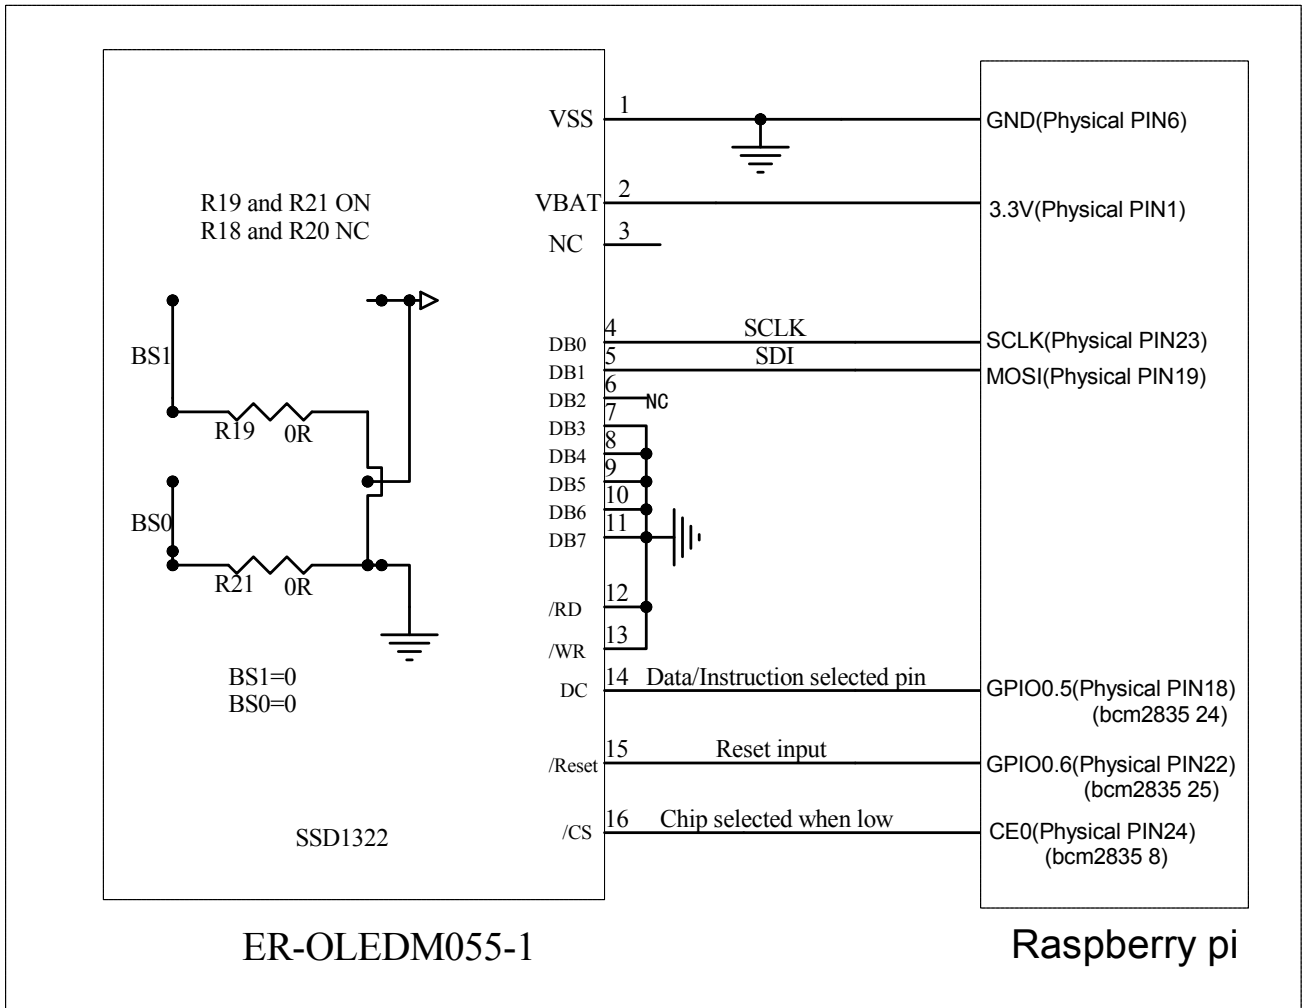 VSS 1 GND(Physical PIN6)
R19 and R21 ON
R18 and R20 NC
VBAT 2 3.3V(Physical PIN1)
NC 3
BS1
DB0 4 SCLK SCLK(Physical PIN23)
DB1 5 SDI MOSI(Physical PIN19)
DB2 6 NC
DB3 7
R19 0R
DB4 8
DB5 9
DB6 10
BS0
DB7 11
R21 0R
/RD 12
/WR 13
BS1=0
BS0=0
DC 14 Data/Instruction selected pin GPIO0.5(Physical PIN18)
(bcm2835 24)
/Reset 15 Reset input GPIO0.6(Physical PIN22)
(bcm2835 25)
/CS 16 Chip selected when low CE0(Physical PIN24)
(bcm2835 8)
SSD1322
ER-OLEDM055-1
Raspberry pi